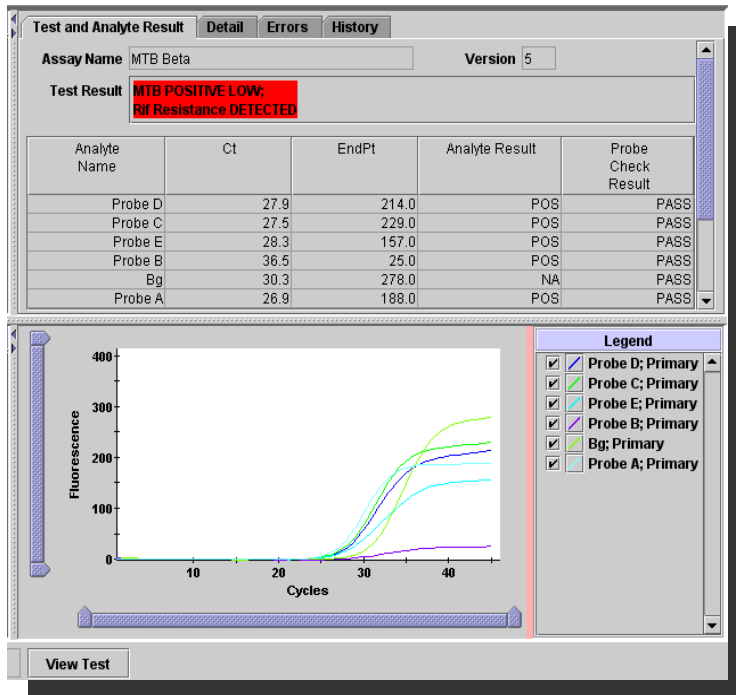 Test and Analyte Result Detail Errors History
Assay Name MTB Beta Version 5
Test Result MTB POSITIVE LOW;
Rif Resistance DETECTED
Analyte Name Ct EndPt Analyte Result Probe Check Result
Probe D 27.9 214.0 POS PASS
Probe C 27.5 229.0 POS PASS
Probe E 28.3 157.0 POS PASS
Probe B 36.5 25.0 POS PASS
Bg 30.3 278.0 NA PASS
Probe A 26.9 188.0 POS PASS
400
300
200
100
0
Fluorescence
10 20 30 40
Cycles
Legend
Probe D; Primary
Probe C; Primary
Probe E; Primary
Probe B; Primary
Bg; Primary
Probe A; Primary
View Test